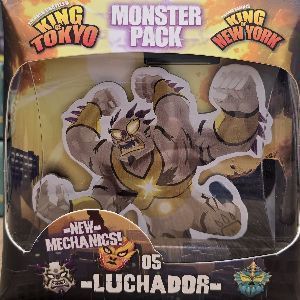 KING OF
TOKYO
MONSTER
PACK
KING OF
NEW YORK
-NEW-
MECHANICS!
05
-LUCHADOR-